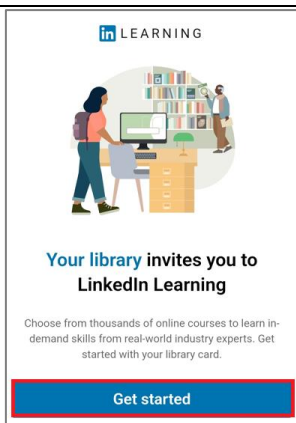 in LEARNING
Your library invites you to
LinkedIn Learning
Choose from thousands of online courses to learn in-
demand skills from real-world industry experts. Get
started with your library card.
Get started